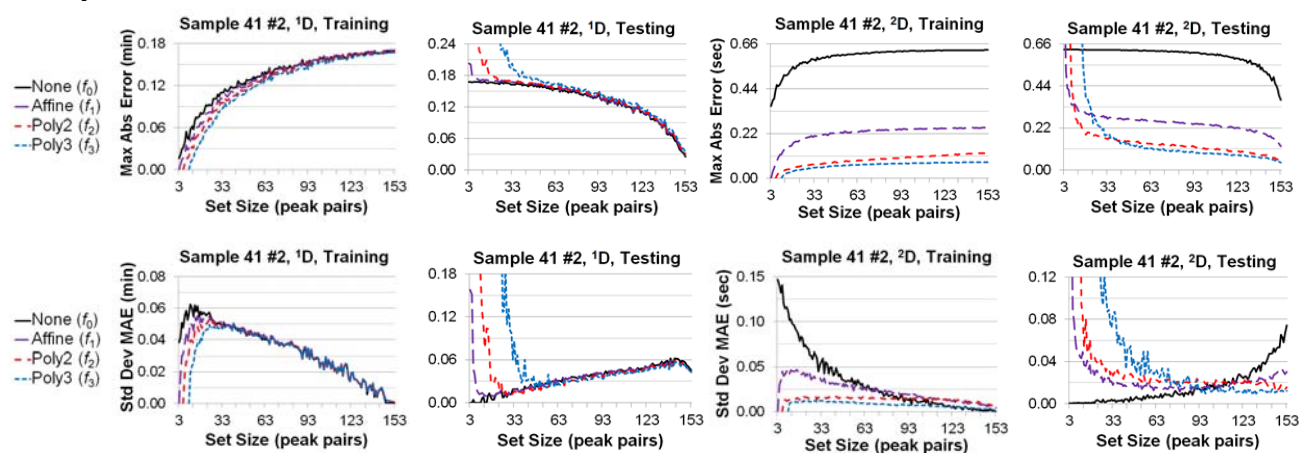 Sample 41 #2, ¹D, Training
Sample 41 #2, ¹D, Testing
Sample 41 #2, ²D, Training
Sample 41 #2, ²D, Testing
None (f₀)
Affine (f₁)
Poly2 (f₂)
Poly3 (f₃)
Max Abs Error (min)
0.18
0.12
0.06
0.00
3 33 63 93 123 153
Set Size (peak pairs)
0.24
0.18
0.12
0.06
0.00
3 33 63 93 123 153
Set Size (peak pairs)
Max Abs Error (sec)
0.66
0.44
0.22
0.00
3 33 63 93 123 153
Set Size (peak pairs)
0.66
0.44
0.22
0.00
3 33 63 93 123 153
Set Size (peak pairs)
Sample 41 #2, ¹D, Training
Sample 41 #2, ¹D, Testing
Sample 41 #2, ²D, Training
Sample 41 #2, ²D, Testing
None (f₀)
Affine (f₁)
Poly2 (f₂)
Poly3 (f₃)
Std Dev MAE (min)
0.08
0.06
0.04
0.02
0.00
3 33 63 93 123 153
Set Size (peak pairs)
0.18
0.12
0.06
0.00
3 33 63 93 123 153
Set Size (peak pairs)
Std Dev MAE (sec)
0.15
0.10
0.05
0.00
3 33 63 93 123 153
Set Size (peak pairs)
0.12
0.08
0.04
0.00
3 33 63 93 123 153
Set Size (peak pairs)